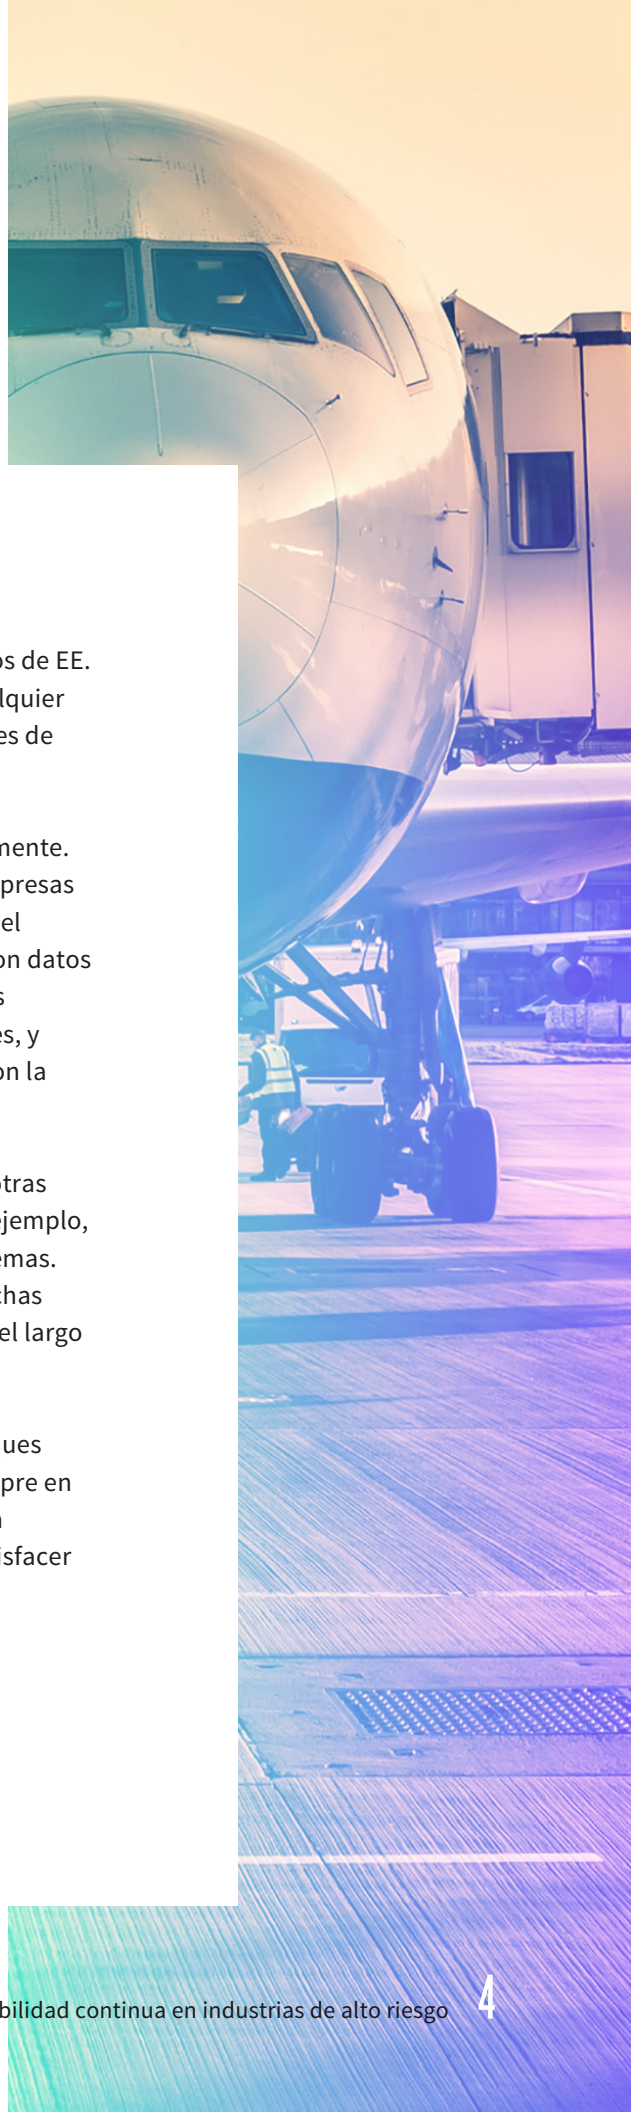 os de EE.
lquier
es de
mente.
presas
el
on datos
s
es, y
on la
otras
ejemplo,
emas.
chas
el largo
ues
pre en
isfacer
bilidad continua en industrias de alto riesgo 4